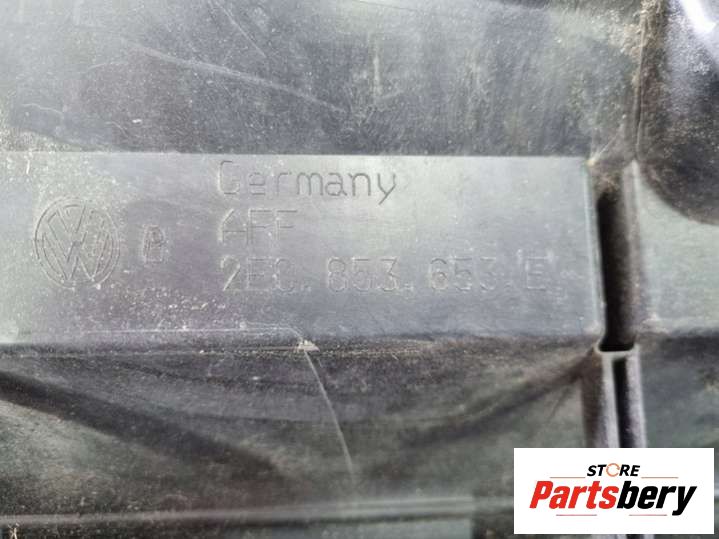 Germany
AFF
2E0.853.653.E
STORE
Partsbery